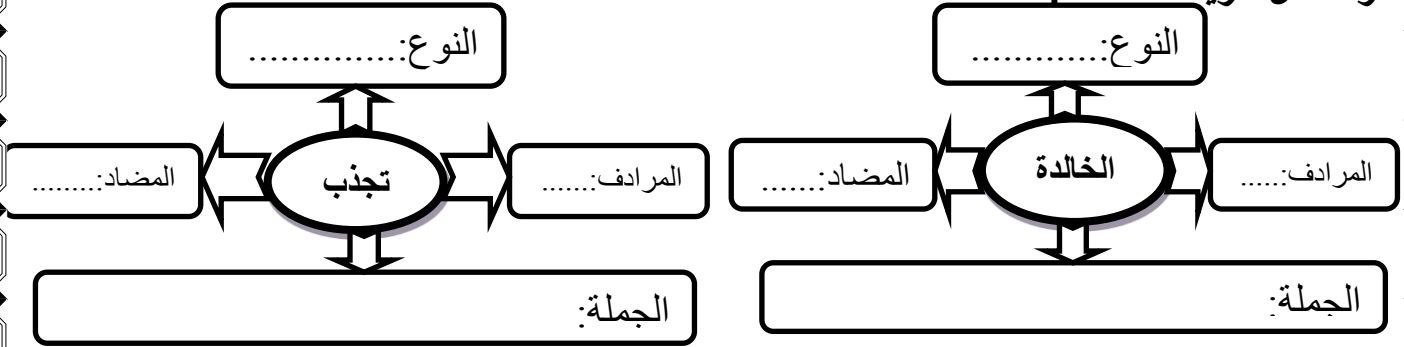 النوع:.............
المرادف:.....
الخالدة
المضاد:......
الجملة:
النوع:...............
المرادف:......
تجذب
المضاد:........
الجملة: